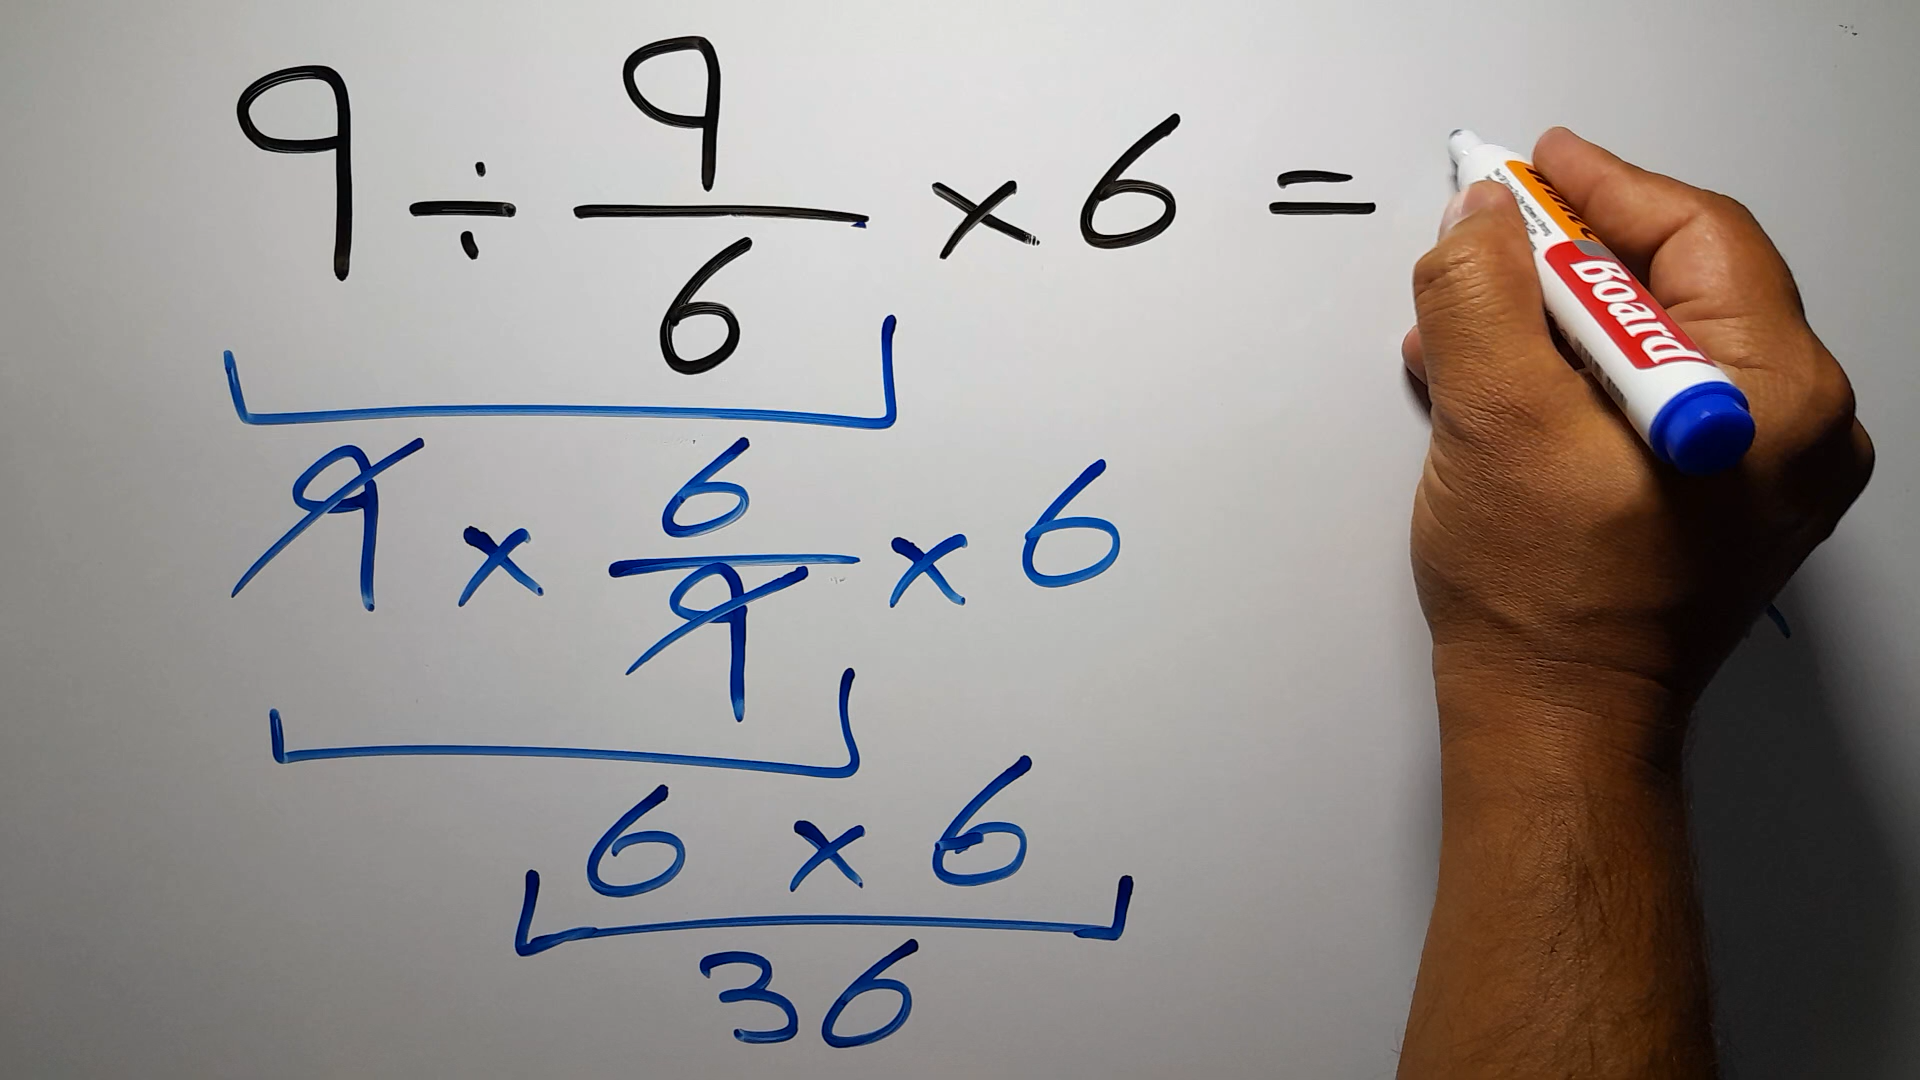 9 ÷ 9/6 × 6 =
9 × 6/9 × 6
6 × 6
36
Board